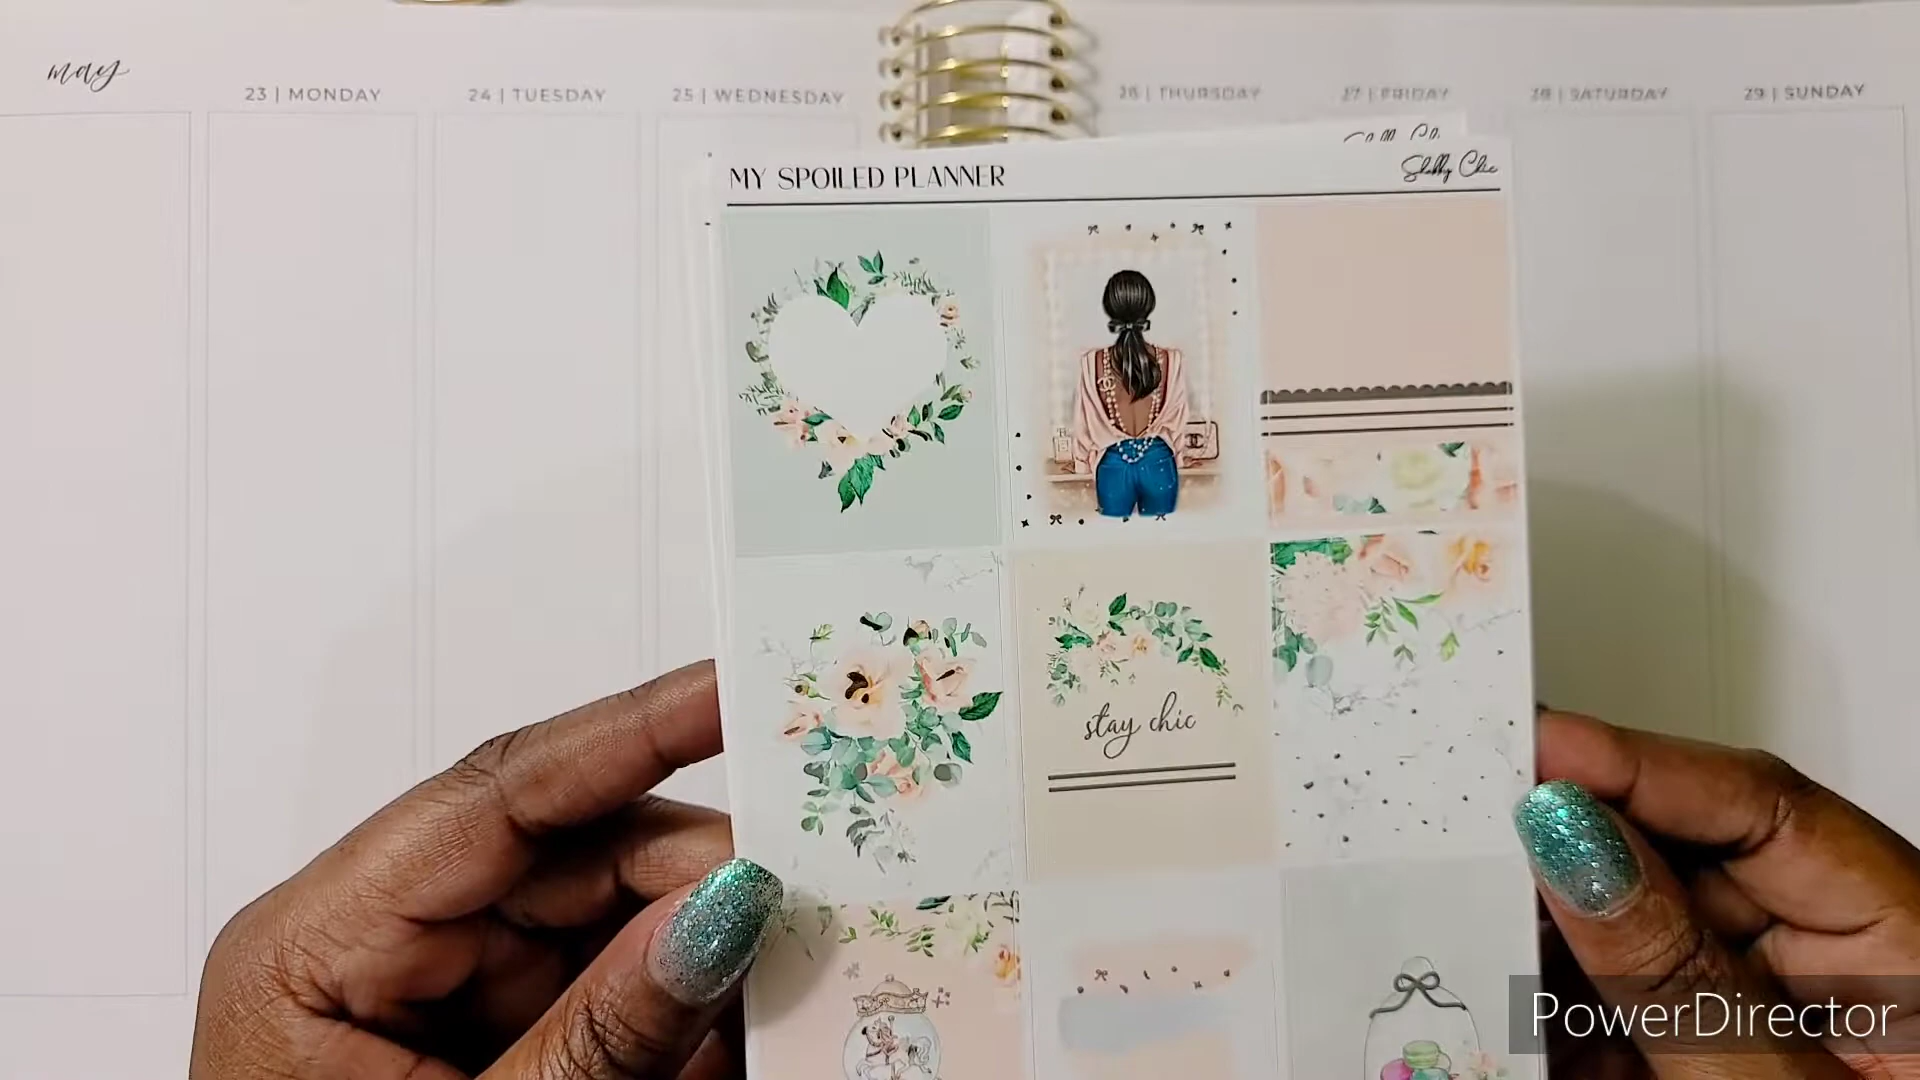 may
23 | MONDAY
24 | TUESDAY
25 | WEDNESDAY
26 | THURSDAY
27 | FRIDAY
28 | SATURDAY
29 | SUNDAY
MY SPOILED PLANNER
Shabby Chic
stay chic
PowerDirector